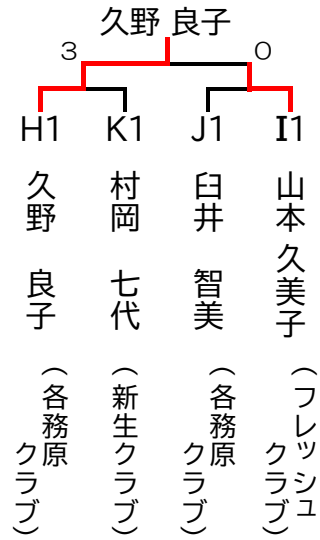 久野 良子
3 0
H1 K1 J1 I1
久野 良子
（各務原クラブ）
村岡 七代
（新生クラブ）
臼井 智美
（各務原クラブ）
山本 久美子
（フレッシュクラブ）